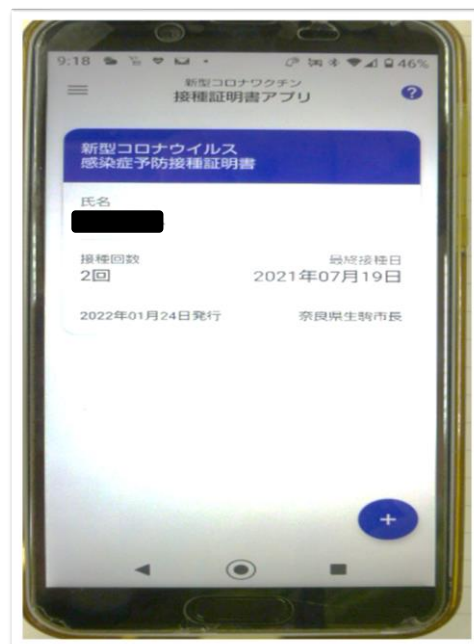 9:18
46%
新型コロナワクチン
接種証明書アプリ
?
新型コロナウイルス
感染症予防接種証明書
氏名
接種回数
最終接種日
2回
2021年07月19日
2022年01月24日発行
奈良県生駒市長
+